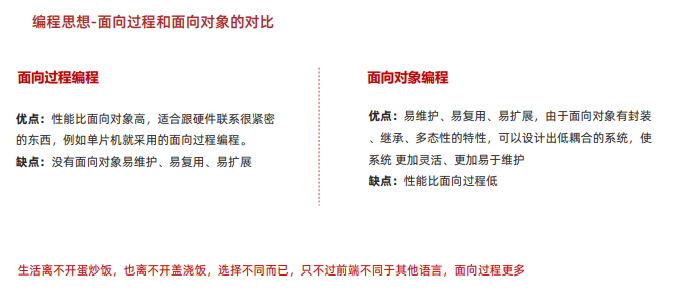 编程思想-面向过程和面向对象的对比
面向过程编程
优点：性能比面向对象高，适合跟硬件联系很紧密
的东西，例如单片机就采用的面向过程编程。
缺点：没有面向对象易维护、易复用、易扩展
面向对象编程
优点：易维护、易复用、易扩展，由于面向对象有封装
、继承、多态性的特性，可以设计出低耦合的系统，使
系统 更加灵活、更加易于维护
缺点：性能比面向过程低
生活离不开蛋炒饭，也离不开盖浇饭，选择不同而已，只不过前端不同于其他语言，面向过程更多